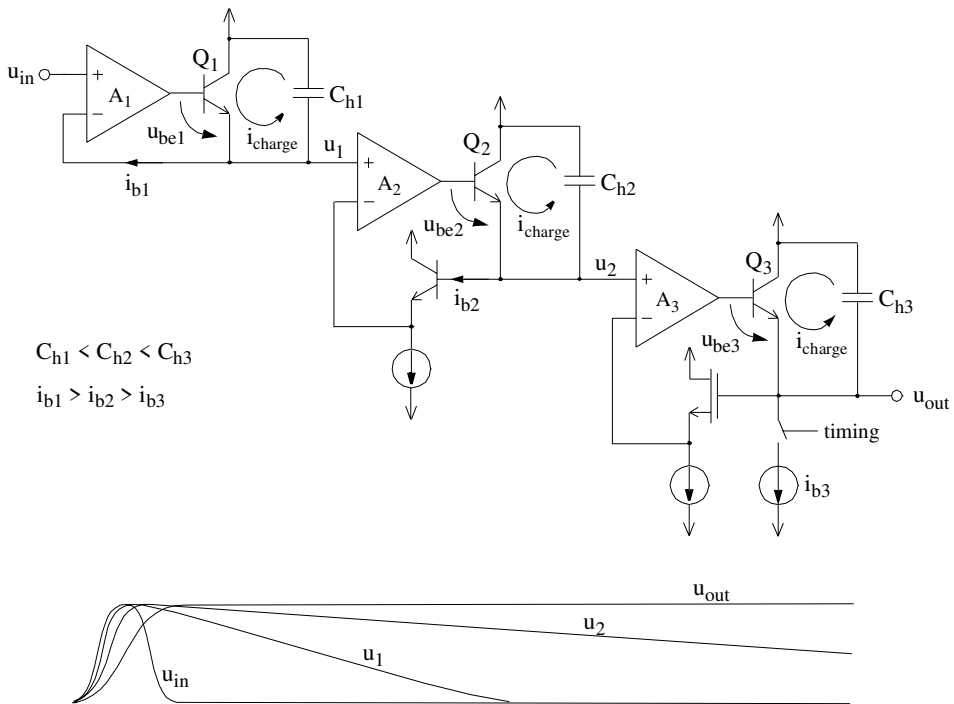 u_in
+
−
A_1
Q_1
u_be1
i_charge
C_h1
i_b1
u_1
+
−
A_2
Q_2
u_be2
i_charge
C_h2
i_b2
u_2
+
−
A_3
Q_3
u_be3
i_charge
C_h3
u_out
timing
i_b3
C_h1 < C_h2 < C_h3
i_b1 > i_b2 > i_b3
u_out
u_2
u_1
u_in